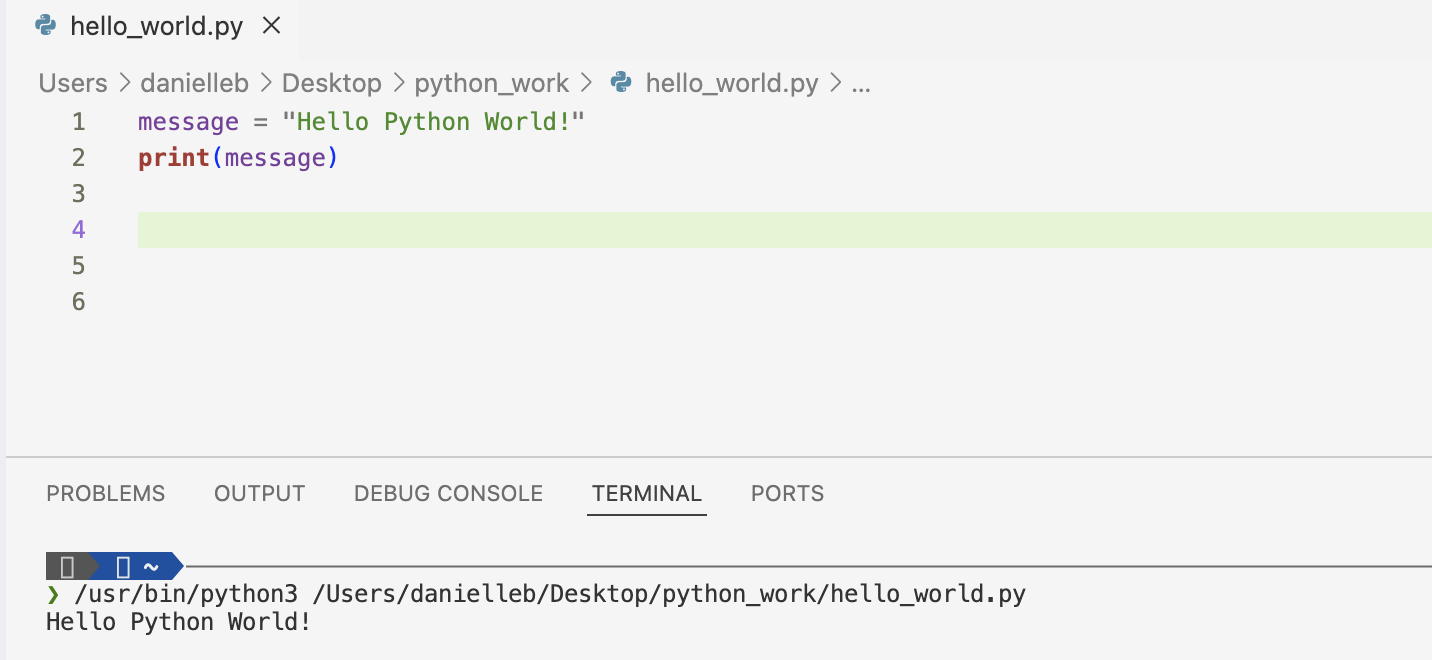 hello_world.py ×
Users > danielleb > Desktop > python_work > hello_world.py > ...
1 message = "Hello Python World!"
2 print(message)
3
4
5
6
PROBLEMS OUTPUT DEBUG CONSOLE TERMINAL PORTS
~
❯ /usr/bin/python3 /Users/danielleb/Desktop/python_work/hello_world.py
Hello Python World!